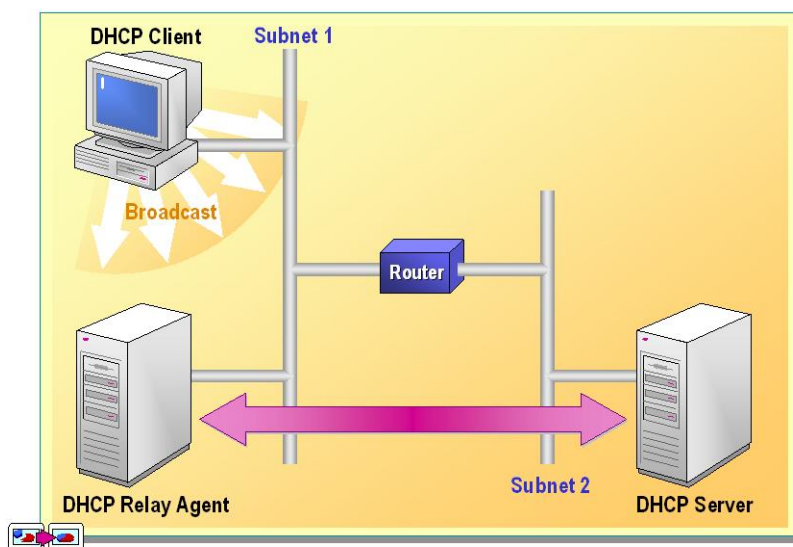 DHCP Client
Subnet 1
Broadcast
Router
Subnet 2
DHCP Relay Agent
DHCP Server